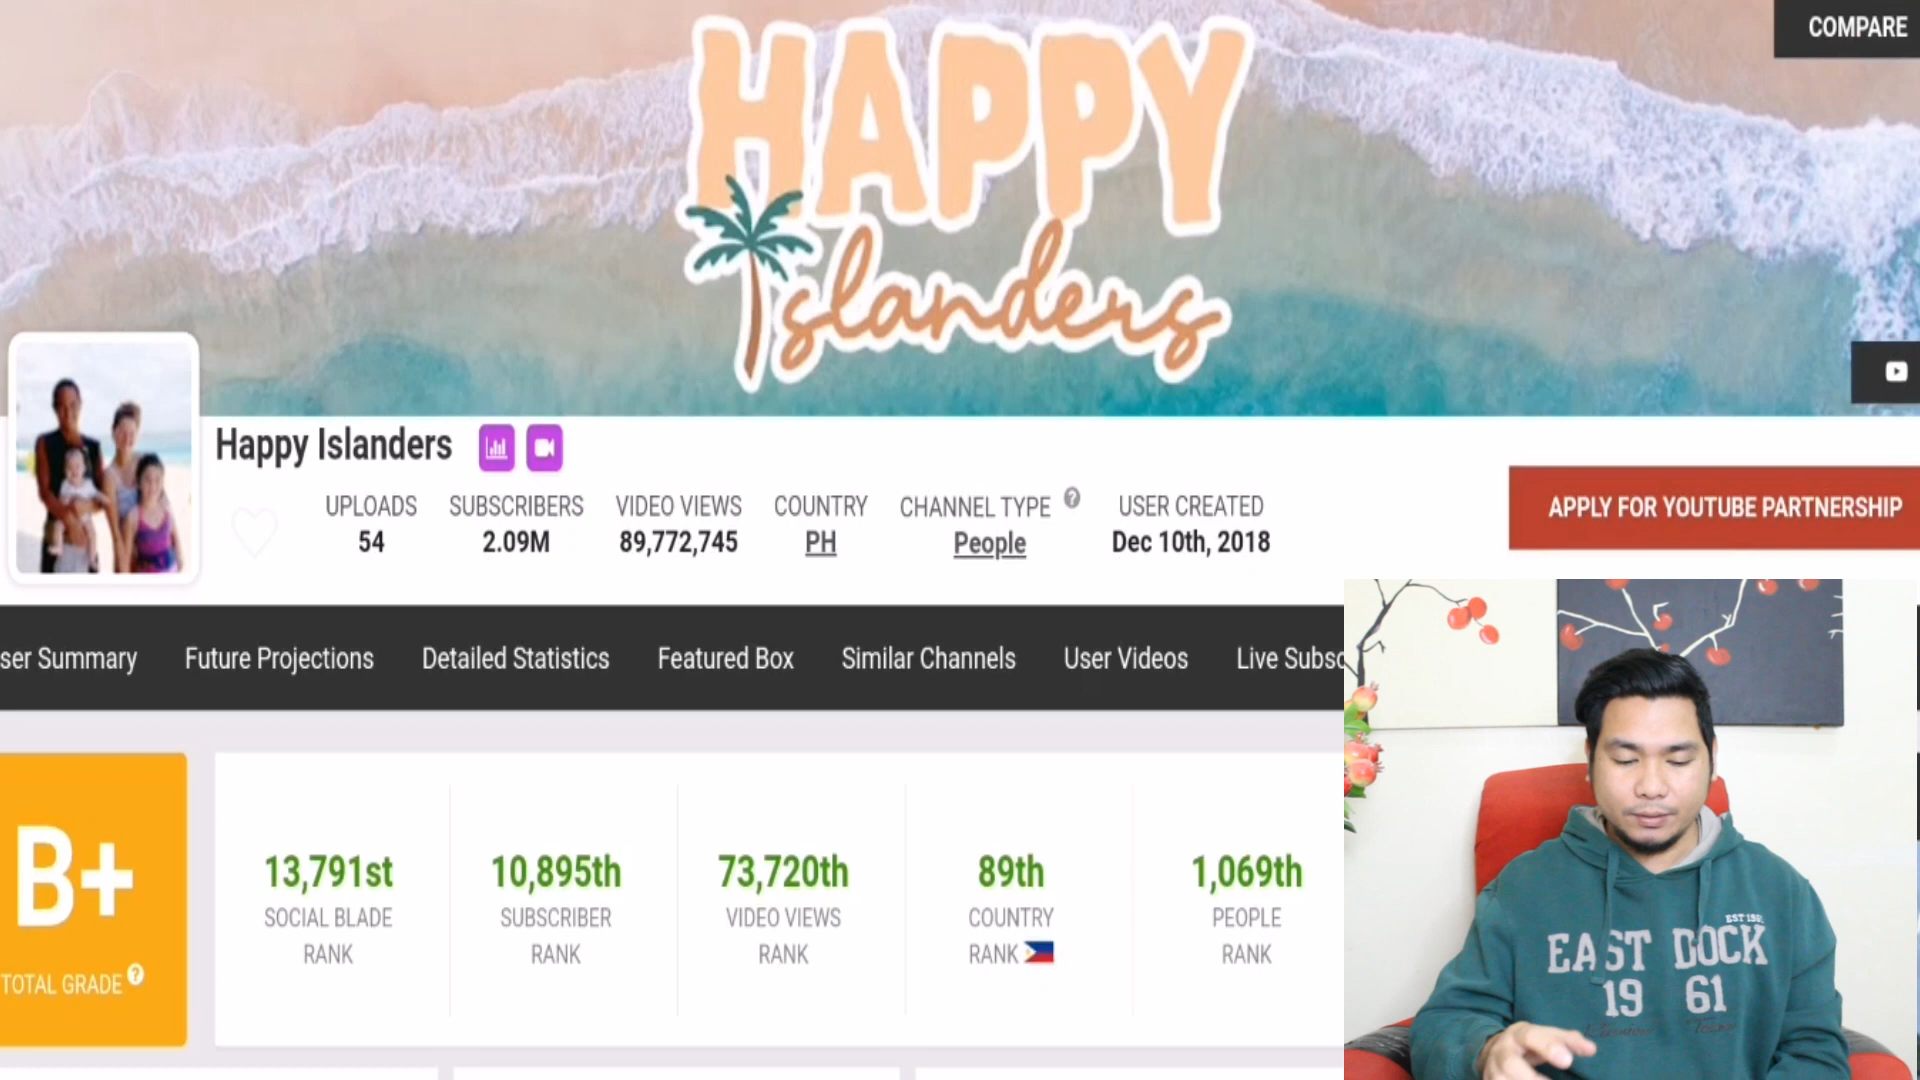 COMPARE
HAPPY
Islanders
Happy Islanders
UPLOADS
54
SUBSCRIBERS
2.09M
VIDEO VIEWS
89,772,745
COUNTRY
PH
CHANNEL TYPE ?
People
USER CREATED
Dec 10th, 2018
APPLY FOR YOUTUBE PARTNERSHIP
ser Summary
Future Projections
Detailed Statistics
Featured Box
Similar Channels
User Videos
Live Subsc
B+
TOTAL GRADE ?
13,791st
SOCIAL BLADE
RANK
10,895th
SUBSCRIBER
RANK
73,720th
VIDEO VIEWS
RANK
89th
COUNTRY
RANK
1,069th
PEOPLE
RANK
EAST DOCK
19 61